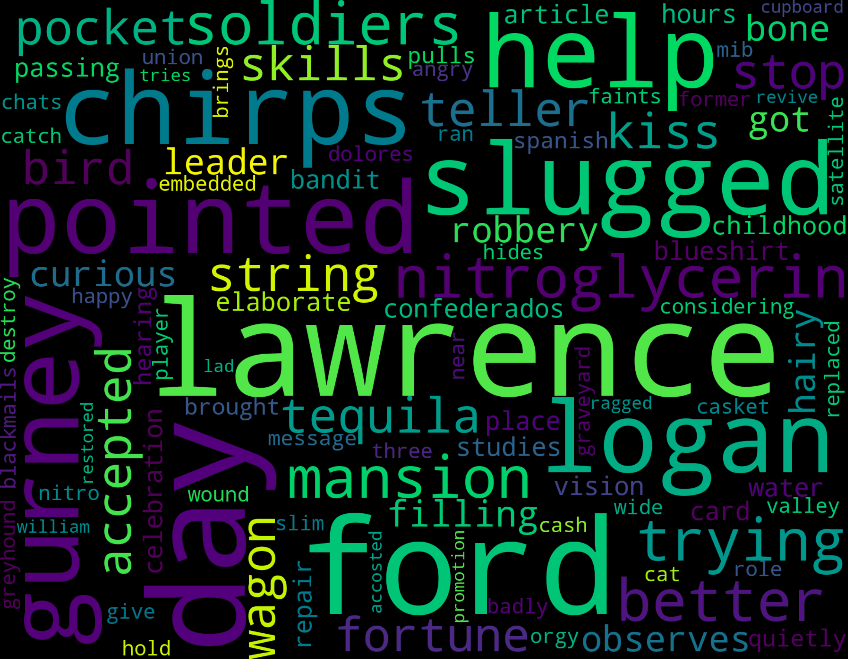 cupboard
pocket
soldiers
article
hours
bone
help
union
brings
skills
pulls
mib
passing
tries
angry
stop
chats
chirps
teller
faints
former
revive
catch
ran
spanish
kiss
got
satellite
bird
leader
dolores
slugged
embedded
bandit
pointed
robbery
childhood
hides
blueshirt
curious
string
nitroglycerin
destroy
happy
hearing
elaborate
confederados
considering
player
lawrence
near
hairy
gurney
lad
graveyard
replaced
blackmails
accepted
brought
tequila
ragged
casket
restored
celebration
day
message
three
place
studies
logan
card
mansion
vision
water
nitro
wound
filling
wide
valley
greyhound
william
wagon
slim
ford
cash
trying
repair
accosted
promotion
cat
role
give
badly
better
hold
fortune
orgy
observes
quietly